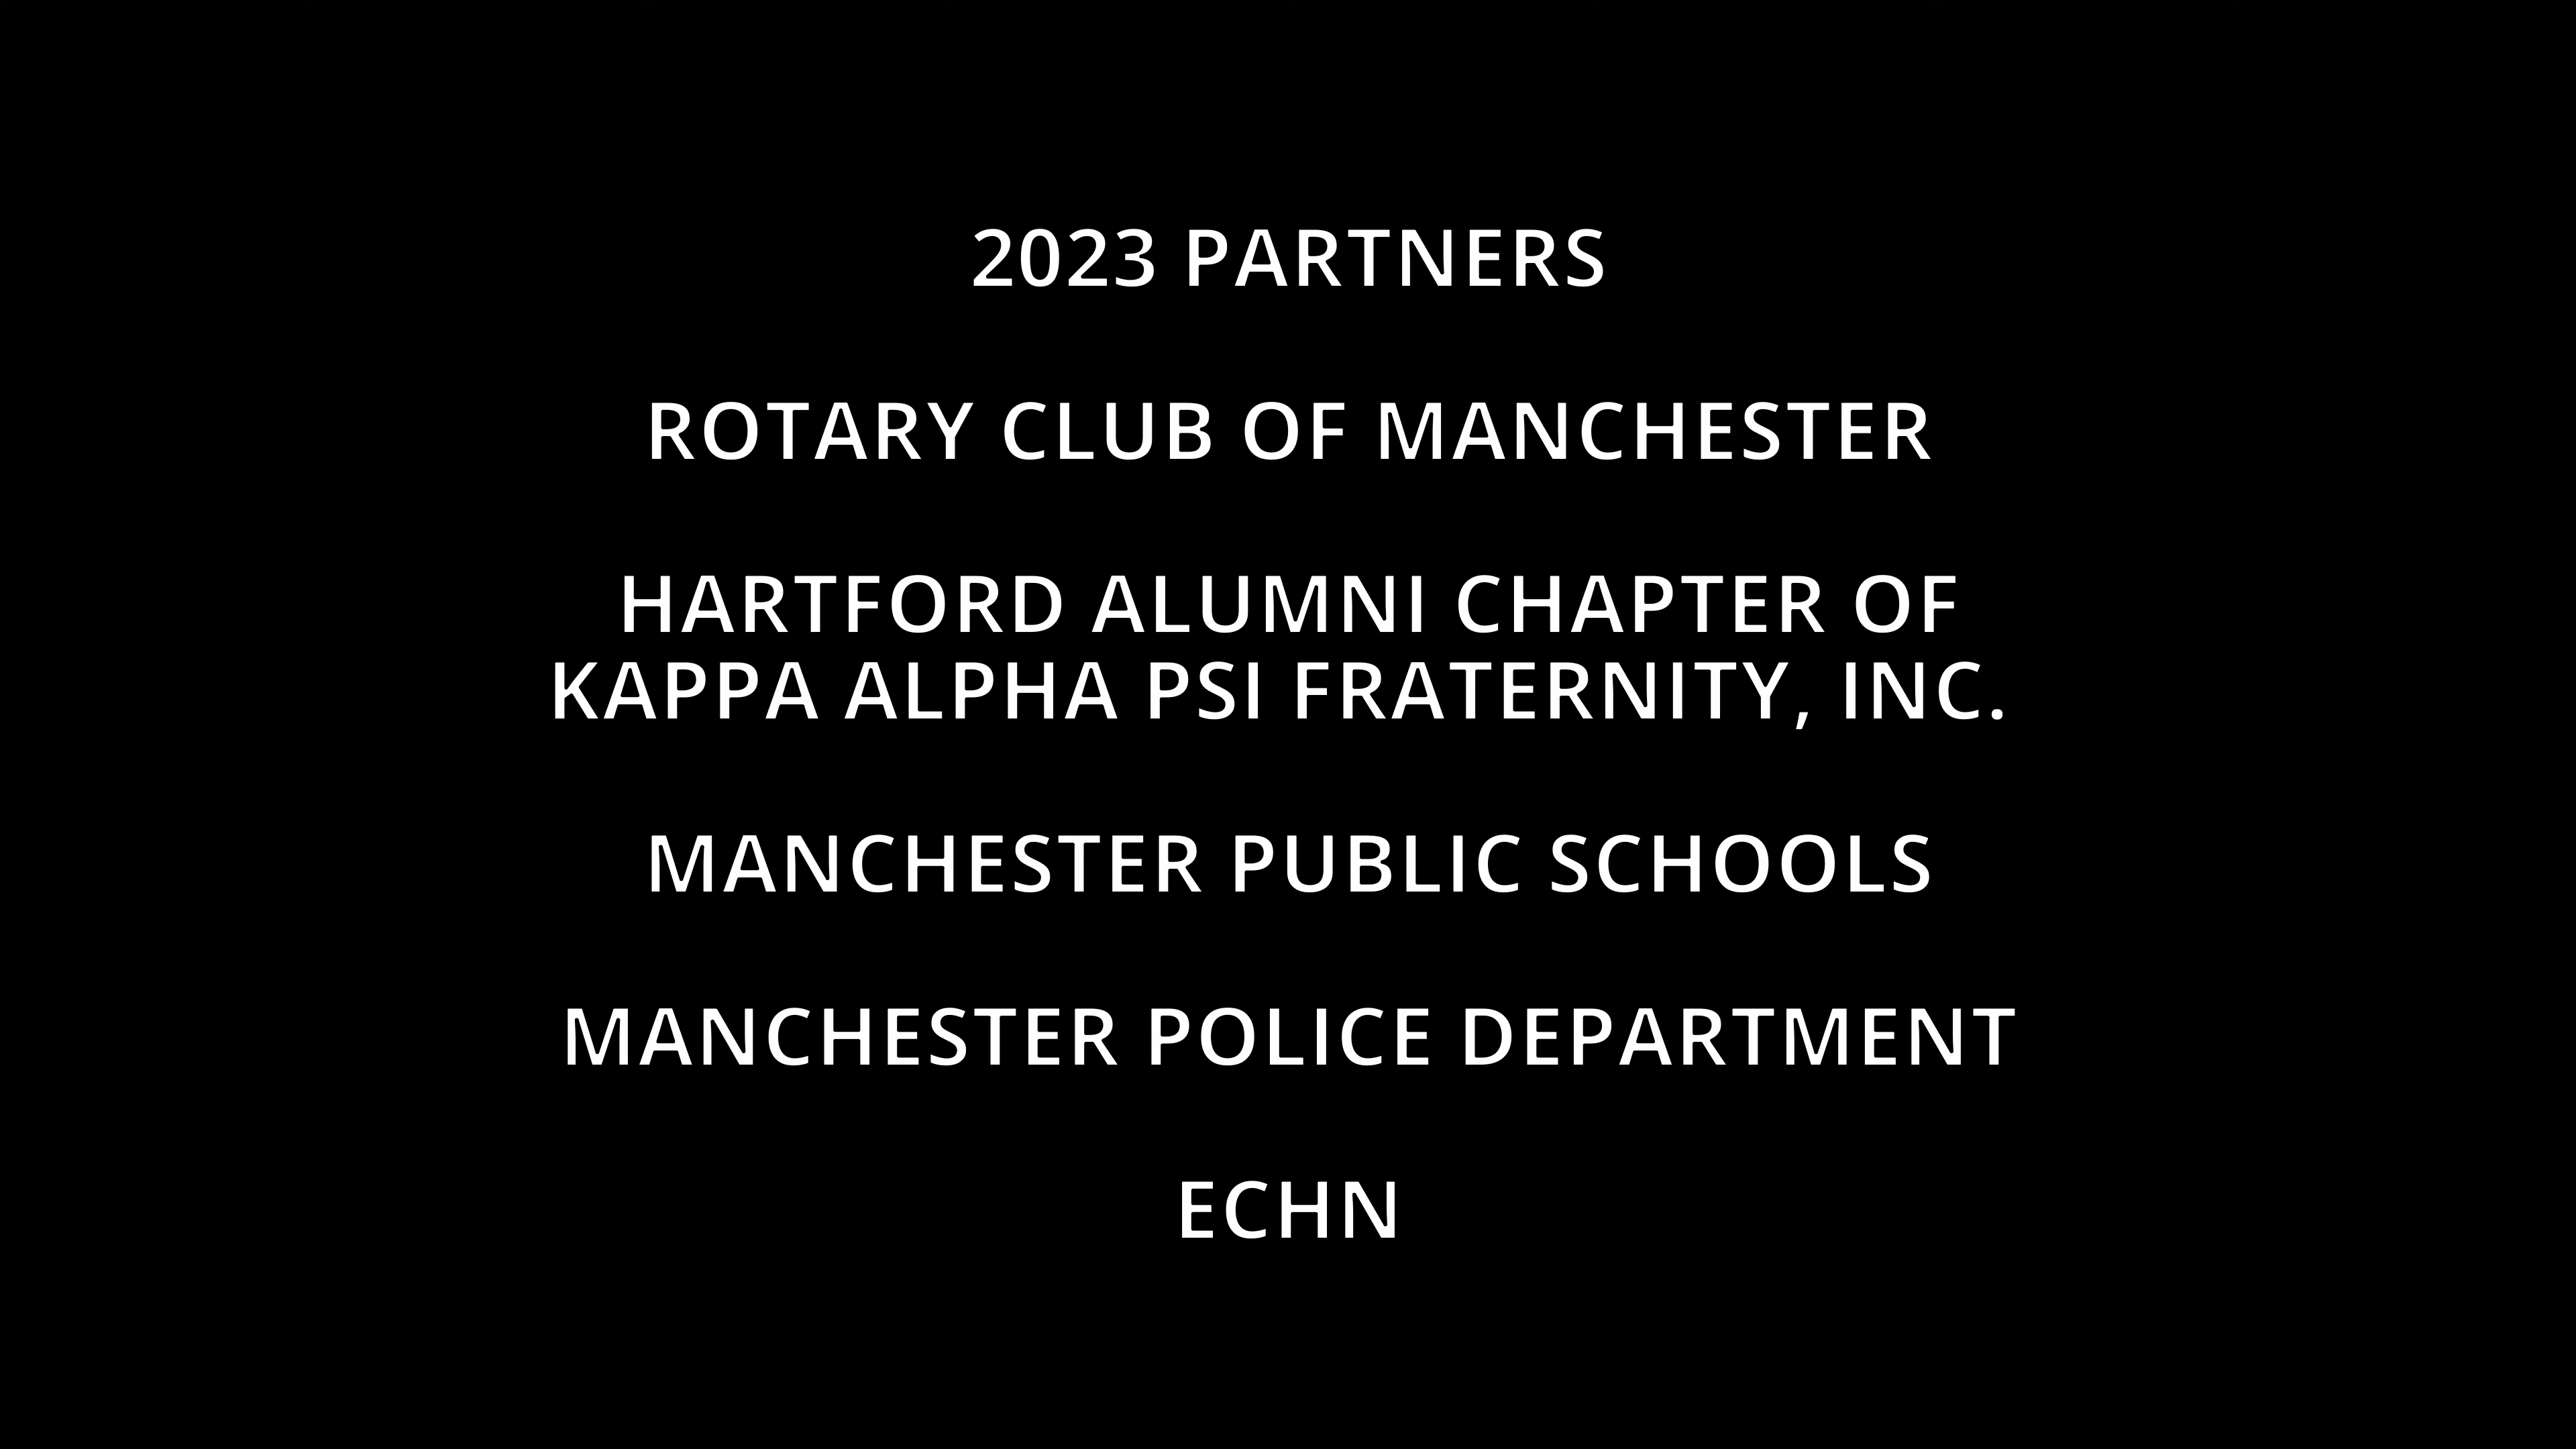 2023 PARTNERS
ROTARY CLUB OF MANCHESTER
HARTFORD ALUMNI CHAPTER OF
KAPPA ALPHA PSI FRATERNITY, INC.
MANCHESTER PUBLIC SCHOOLS
MANCHESTER POLICE DEPARTMENT
ECHN